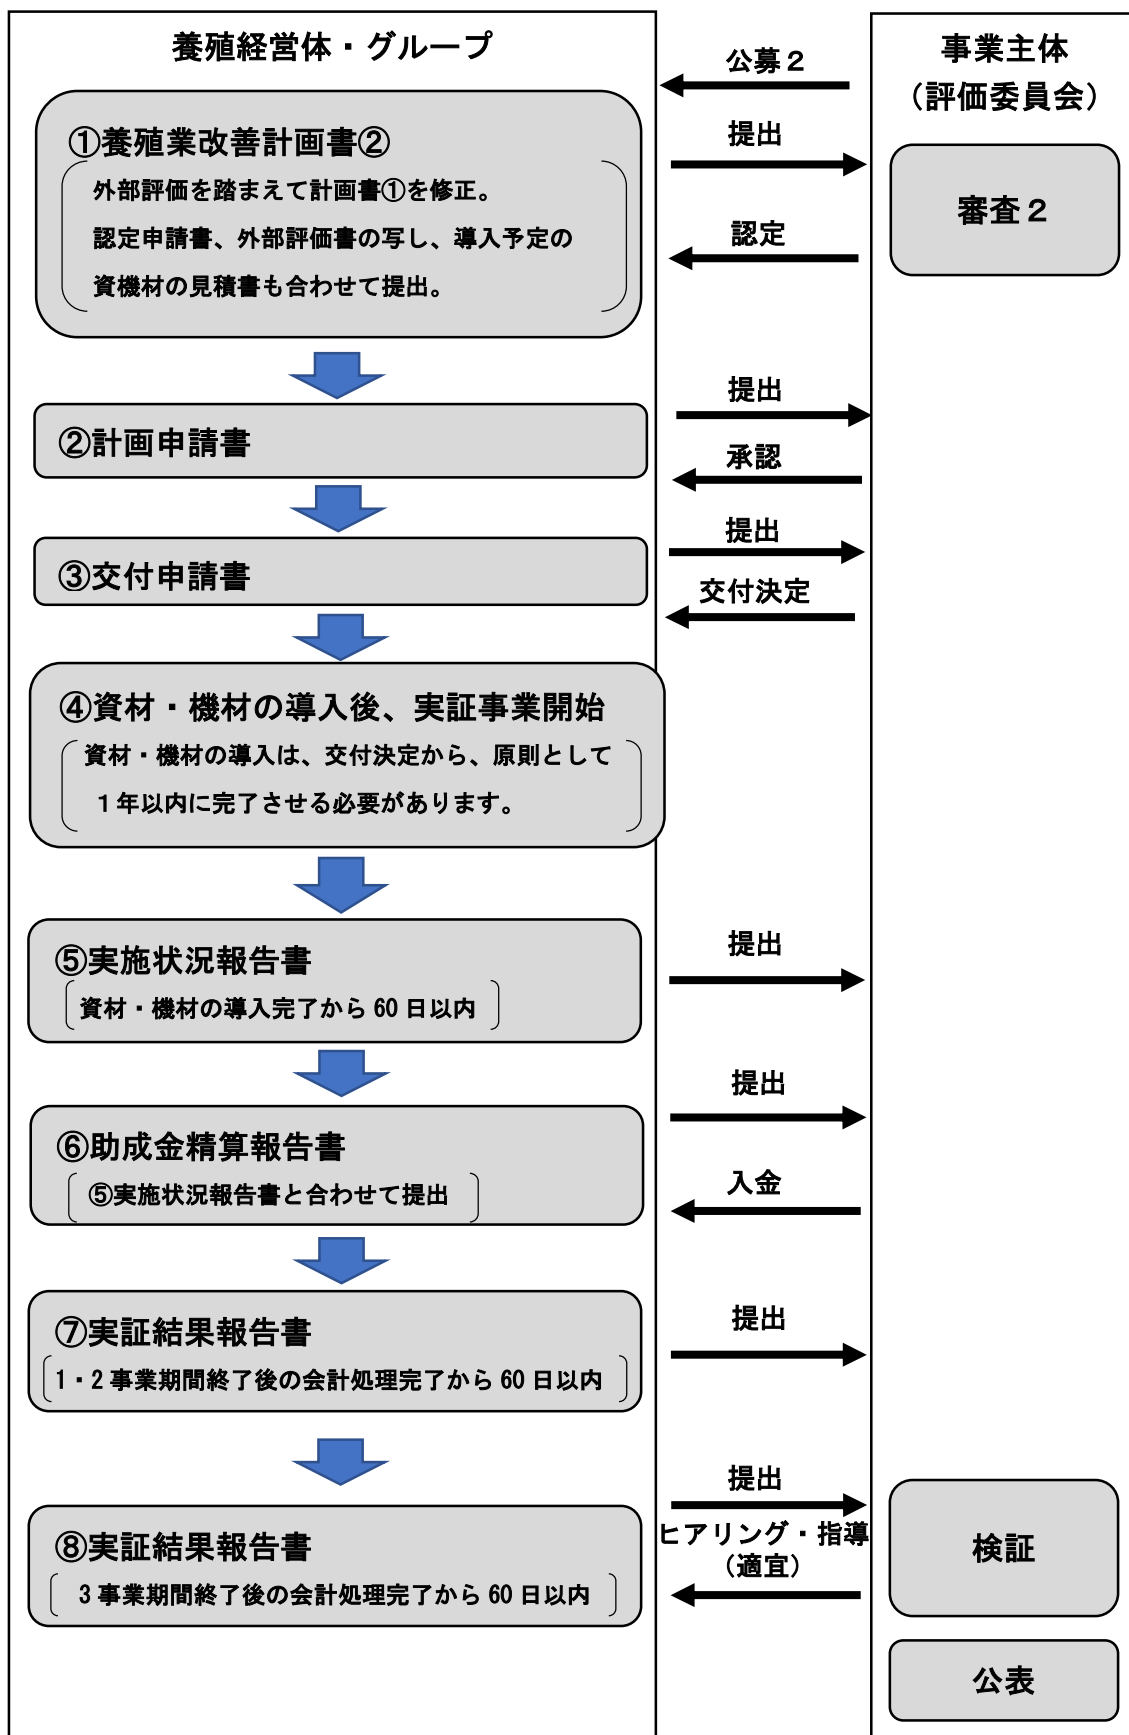 養殖経営体・グループ
事業主体
（評価委員会）
公募２
①養殖業改善計画書②
外部評価を踏まえて計画書①を修正。
認定申請書、外部評価書の写し、導入予定の
資機材の見積書も合わせて提出。
提出
審査２
認定
②計画申請書
提出
承認
③交付申請書
提出
交付決定
④資材・機材の導入後、実証事業開始
資材・機材の導入は、交付決定から、原則として
１年以内に完了させる必要があります。
⑤実施状況報告書
資材・機材の導入完了から 60 日以内
提出
⑥助成金精算報告書
⑤実施状況報告書と合わせて提出
提出
入金
⑦実証結果報告書
1・2 事業期間終了後の会計処理完了から 60 日以内
提出
⑧実証結果報告書
3 事業期間終了後の会計処理完了から 60 日以内
提出
ヒアリング・指導
（適宜）
検証
公表